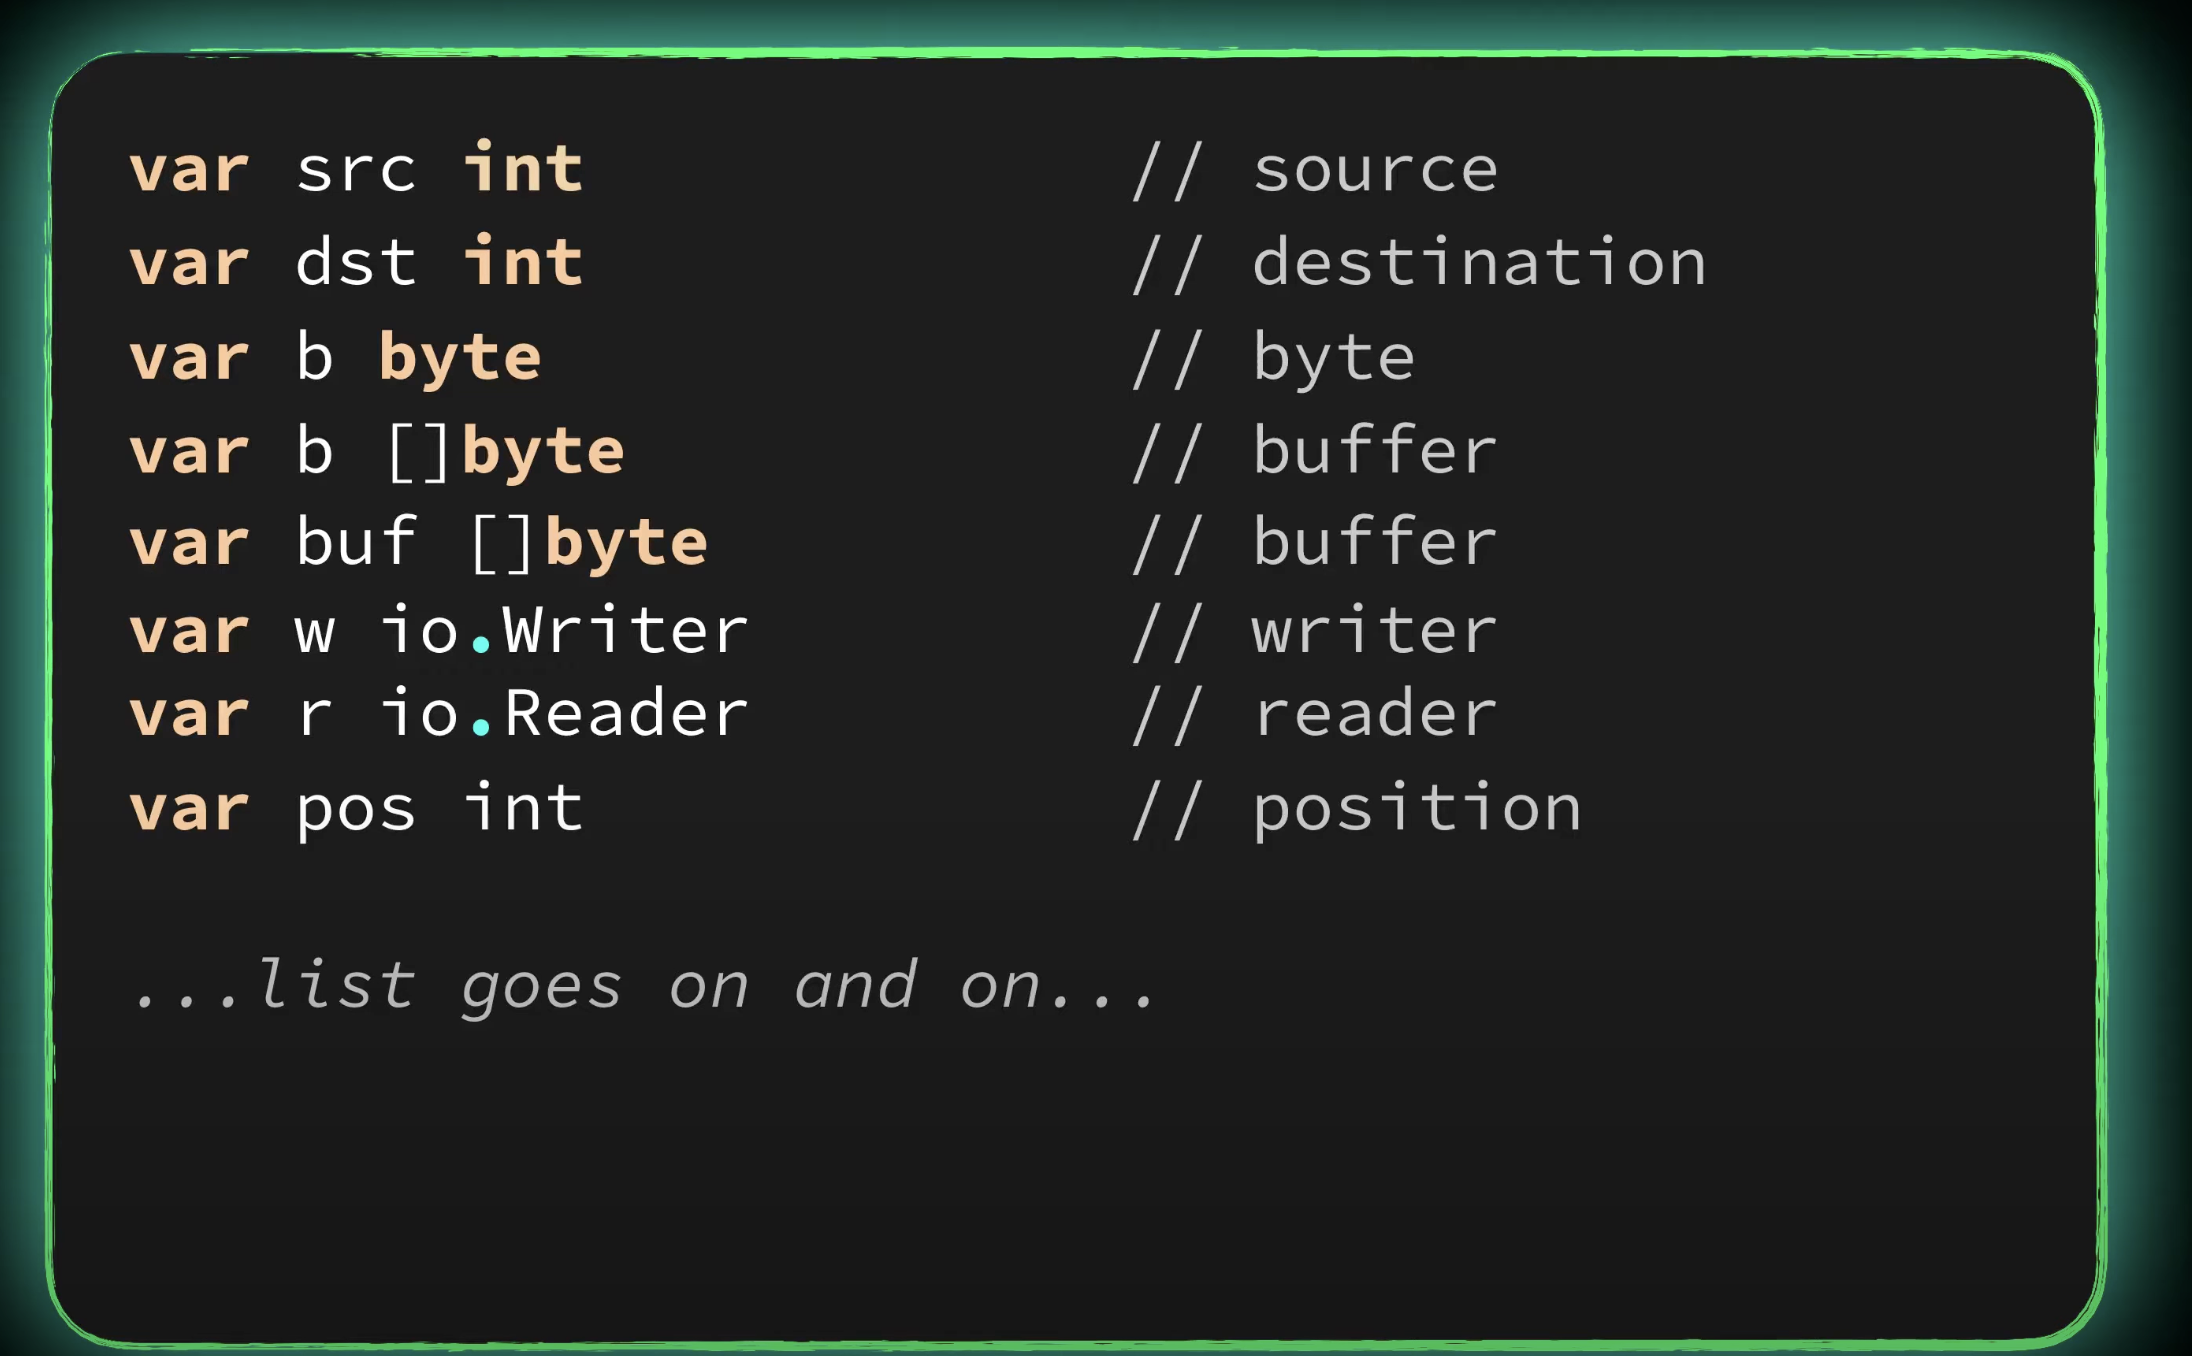 var src int // source
var dst int // destination
var b byte // byte
var b []byte // buffer
var buf []byte // buffer
var w io.Writer // writer
var r io.Reader // reader
var pos int // position
...list goes on and on...